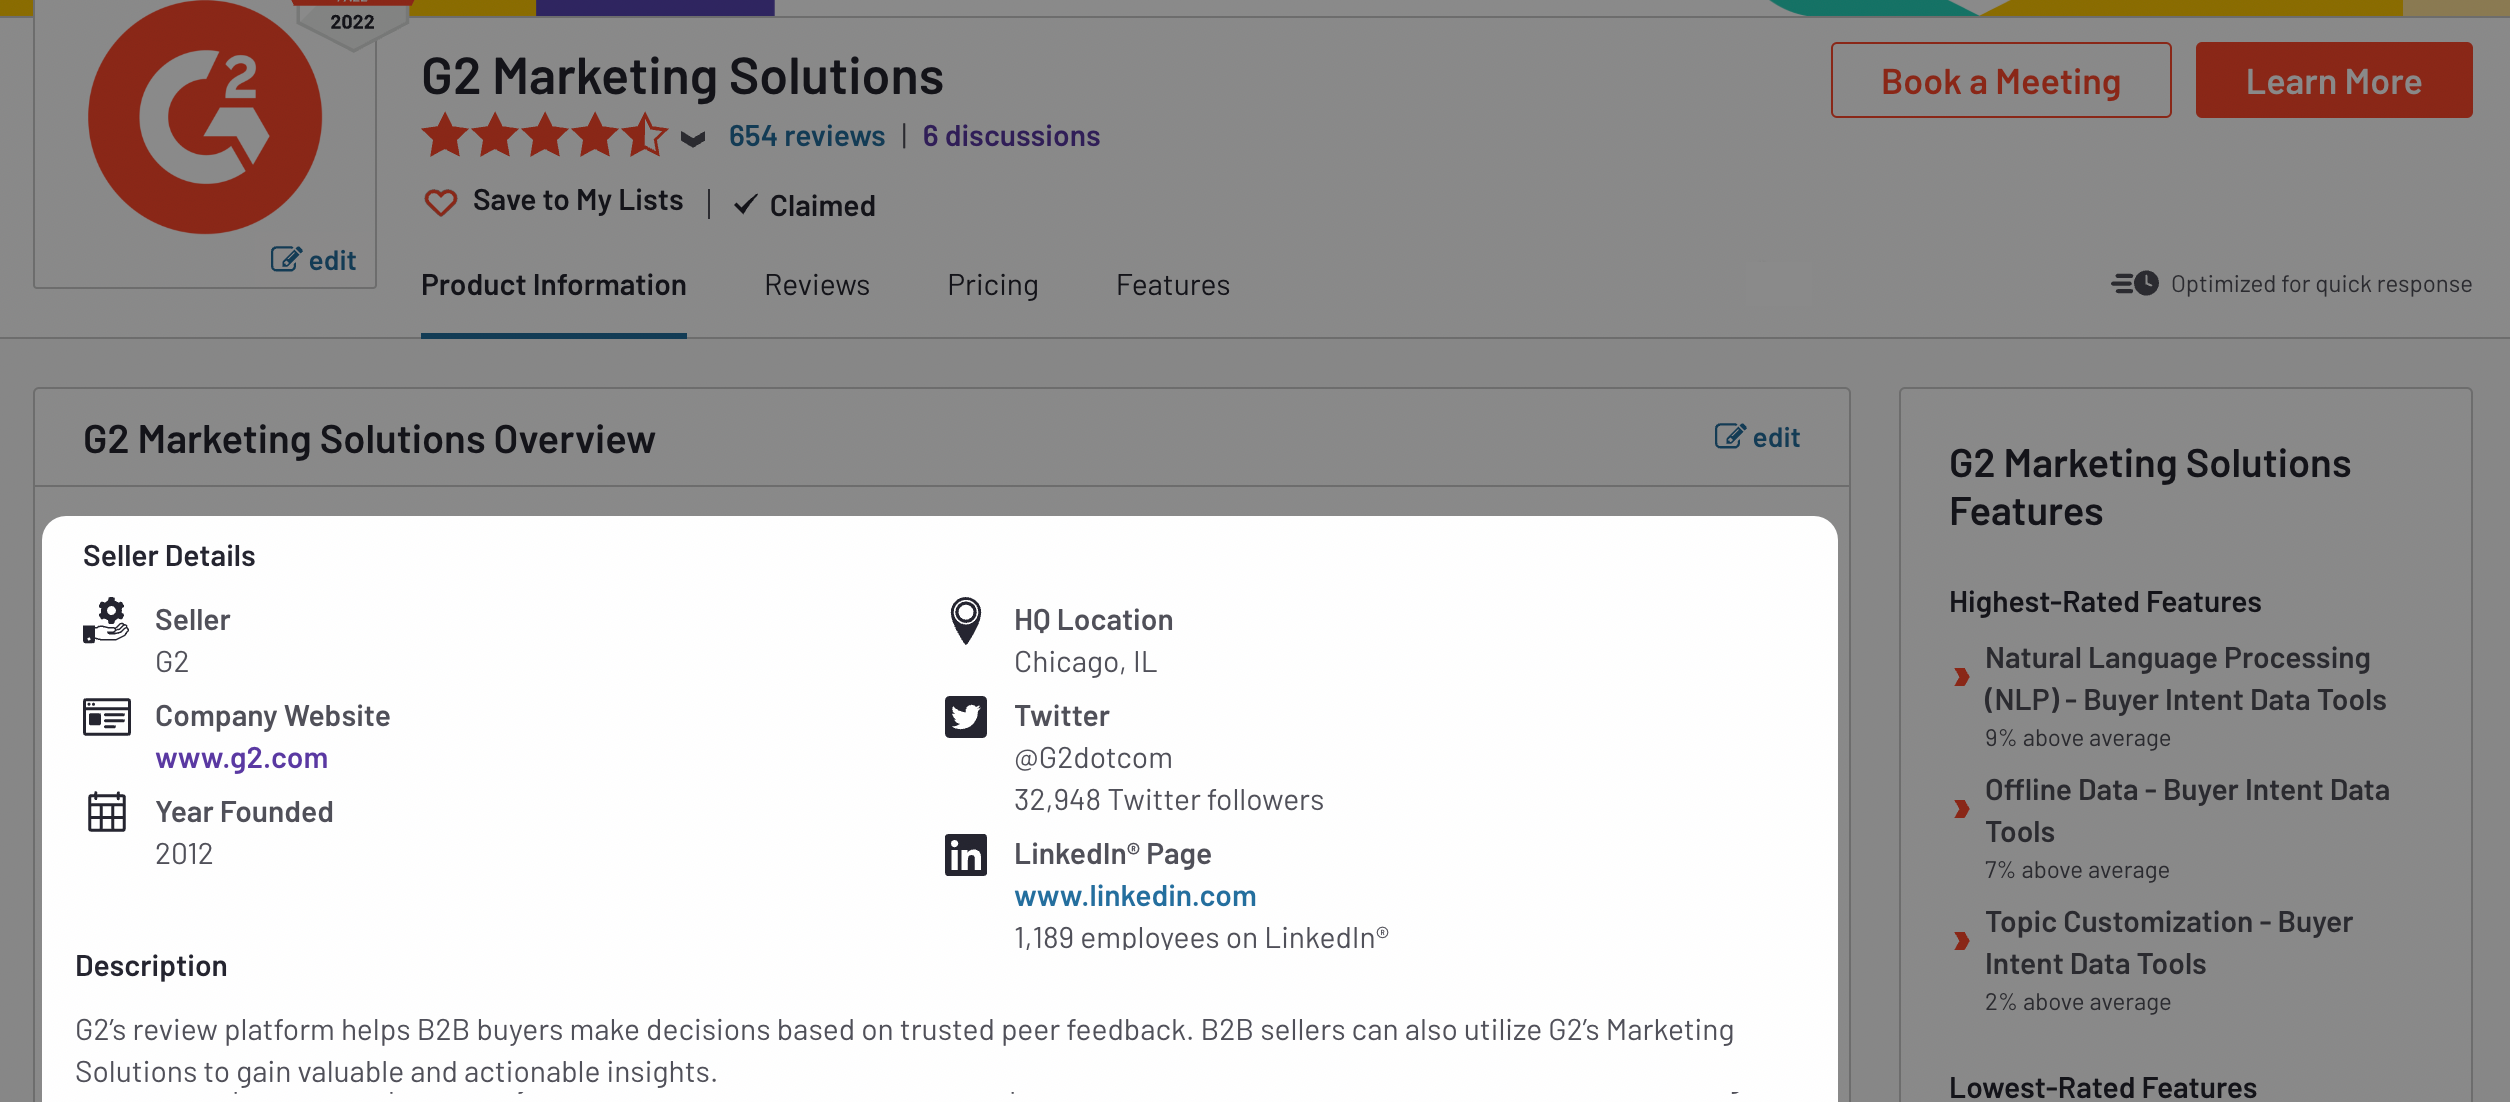 2022
G2
G2 Marketing Solutions
654 reviews | 6 discussions
Save to My Lists | Claimed
edit
Book a Meeting
Learn More
Product Information
Reviews
Pricing
Features
Optimized for quick response
G2 Marketing Solutions Overview
edit
Seller Details
Seller
G2
Company Website
www.g2.com
Year Founded
2012
HQ Location
Chicago, IL
Twitter
@G2dotcom
32,948 Twitter followers
in
LinkedIn® Page
www.linkedin.com
1,189 employees on LinkedIn®
Description
G2’s review platform helps B2B buyers make decisions based on trusted peer feedback. B2B sellers can also utilize G2’s Marketing
Solutions to gain valuable and actionable insights.
G2 Marketing Solutions
Features
Highest-Rated Features
Natural Language Processing
(NLP) - Buyer Intent Data Tools
9% above average
Offline Data - Buyer Intent Data
Tools
7% above average
Topic Customization - Buyer
Intent Data Tools
2% above average
Lowest-Rated Features